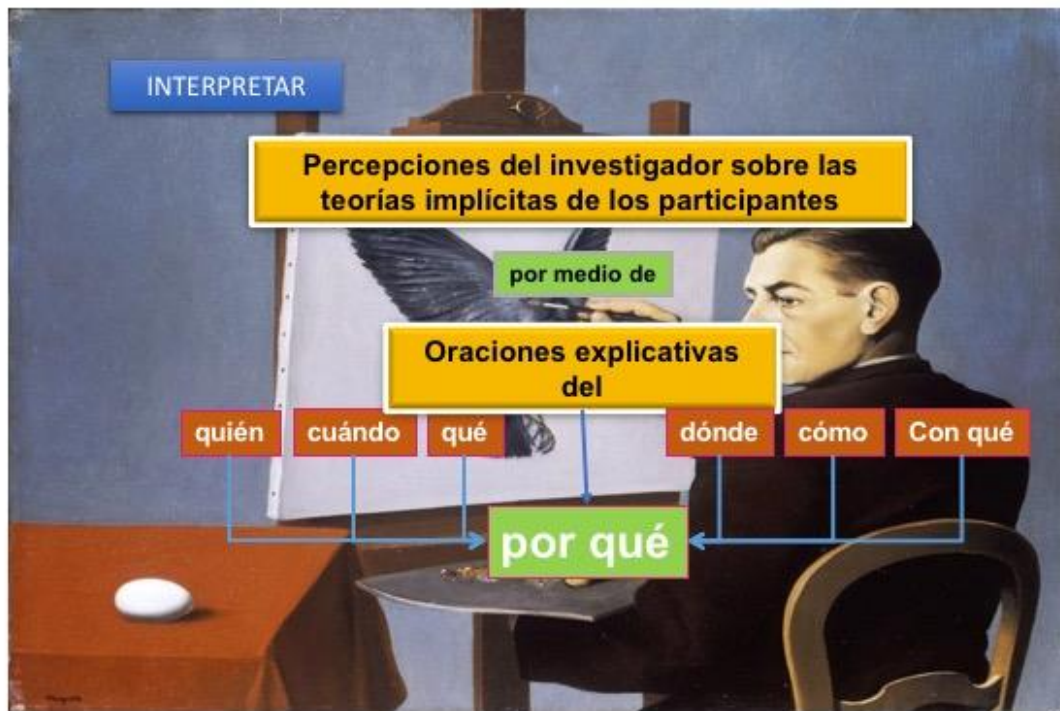 INTERPRETAR
Percepciones del investigador sobre las
teorías implícitas de los participantes
por medio de
Oraciones explicativas
del
quién cuándo qué dónde cómo Con qué
por qué